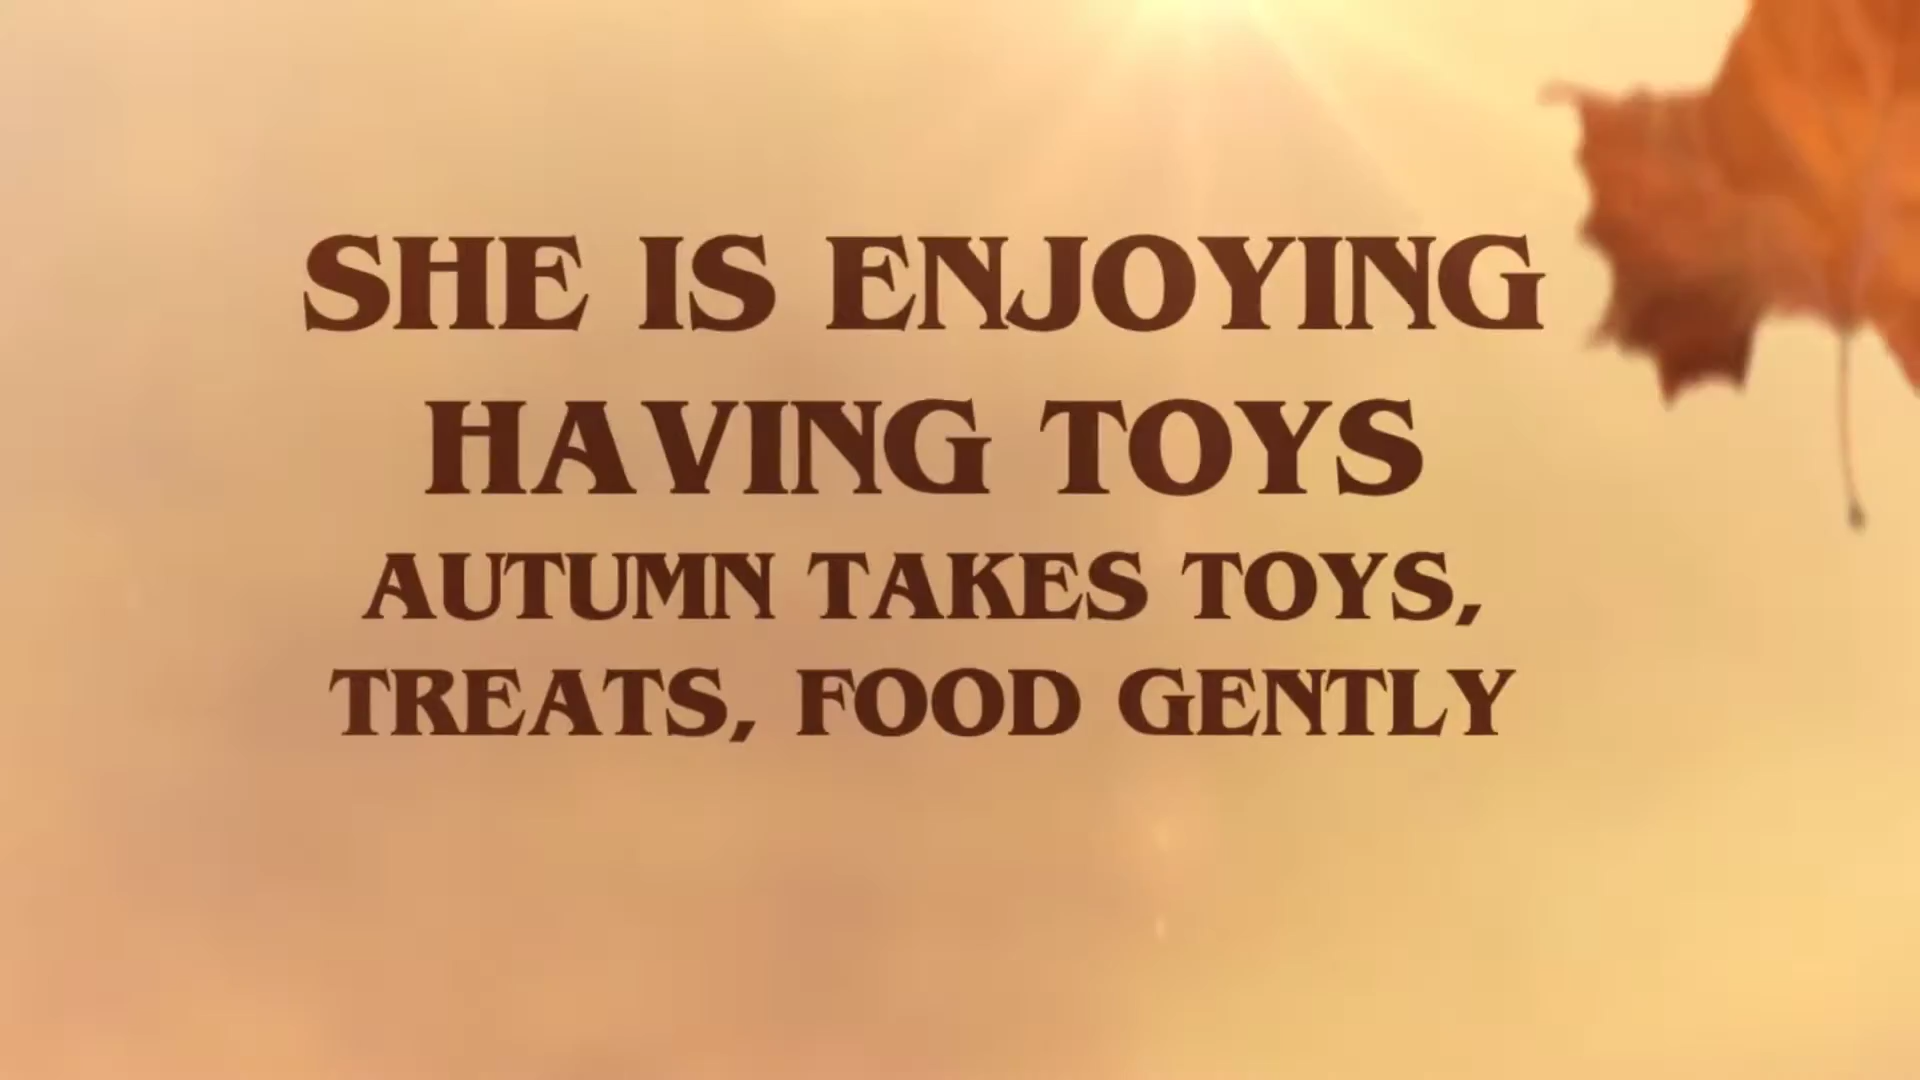 SHE IS ENJOYING
HAVING TOYS
AUTUMN TAKES TOYS,
TREATS, FOOD GENTLY